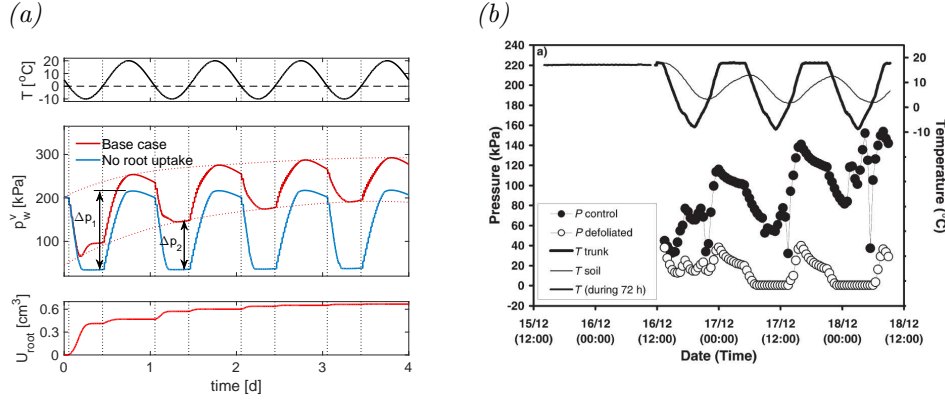 (a)
T [°C]
20
10
0
-10
p_w^v [kPa]
300
200
100
Base case
No root uptake
Δp₁
Δp₂
U_root [cm³]
0.6
0.3
0
0 1 2 3 4
time [d]
(b)
a)
Pressure (kPa)
240
220
200
180
160
140
120
100
80
60
40
20
0
-20
Temperature (°C)
20
10
0
-10
P control
P defoliated
T trunk
T soil
T (during 72 h)
15/12 16/12 16/12 17/12 17/12 18/12 18/12
(12:00) (00:00) (12:00) (00:00) (12:00) (00:00) (12:00)
Date (Time)